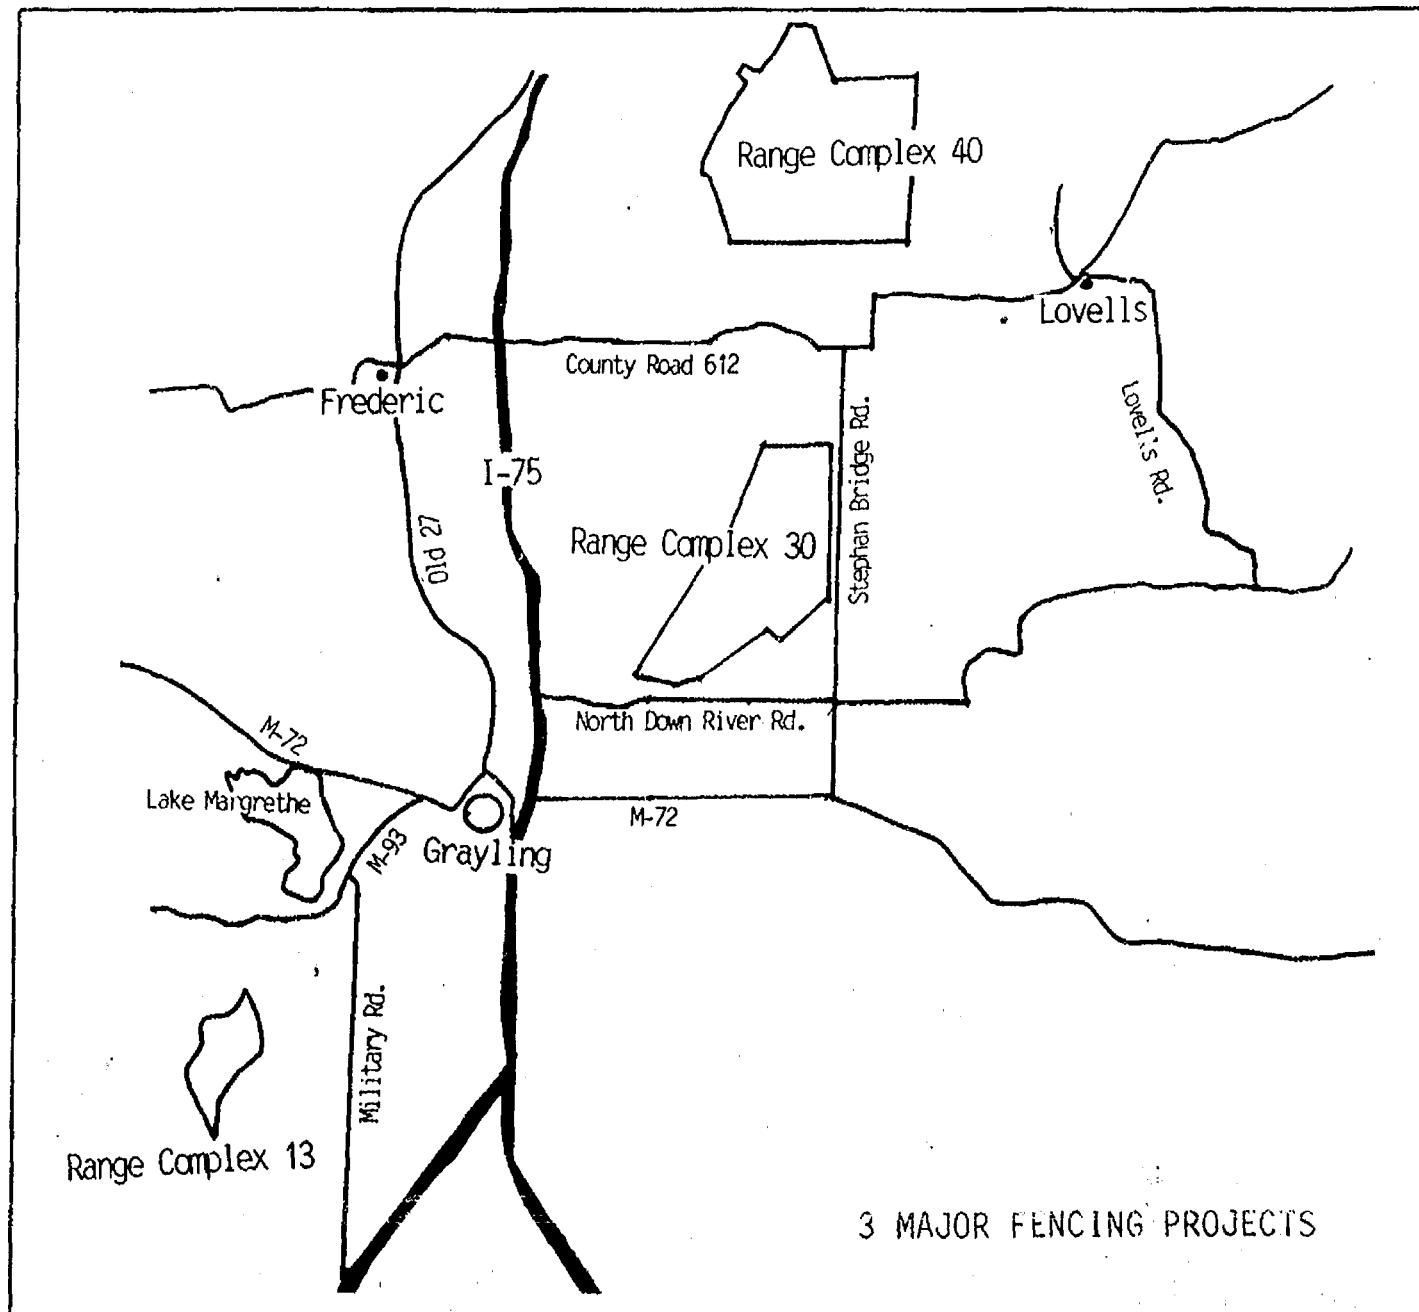 Range Complex 40
Lovells
County Road 612
Frederic
Lovells Rd.
Stephan Bridge Rd.
I-75
Old 27
Range Complex 30
North Down River Rd.
M-72
Lake Margrethe
M-72
M-93
Grayling
Military Rd.
Range Complex 13
3 MAJOR FENCING PROJECTS